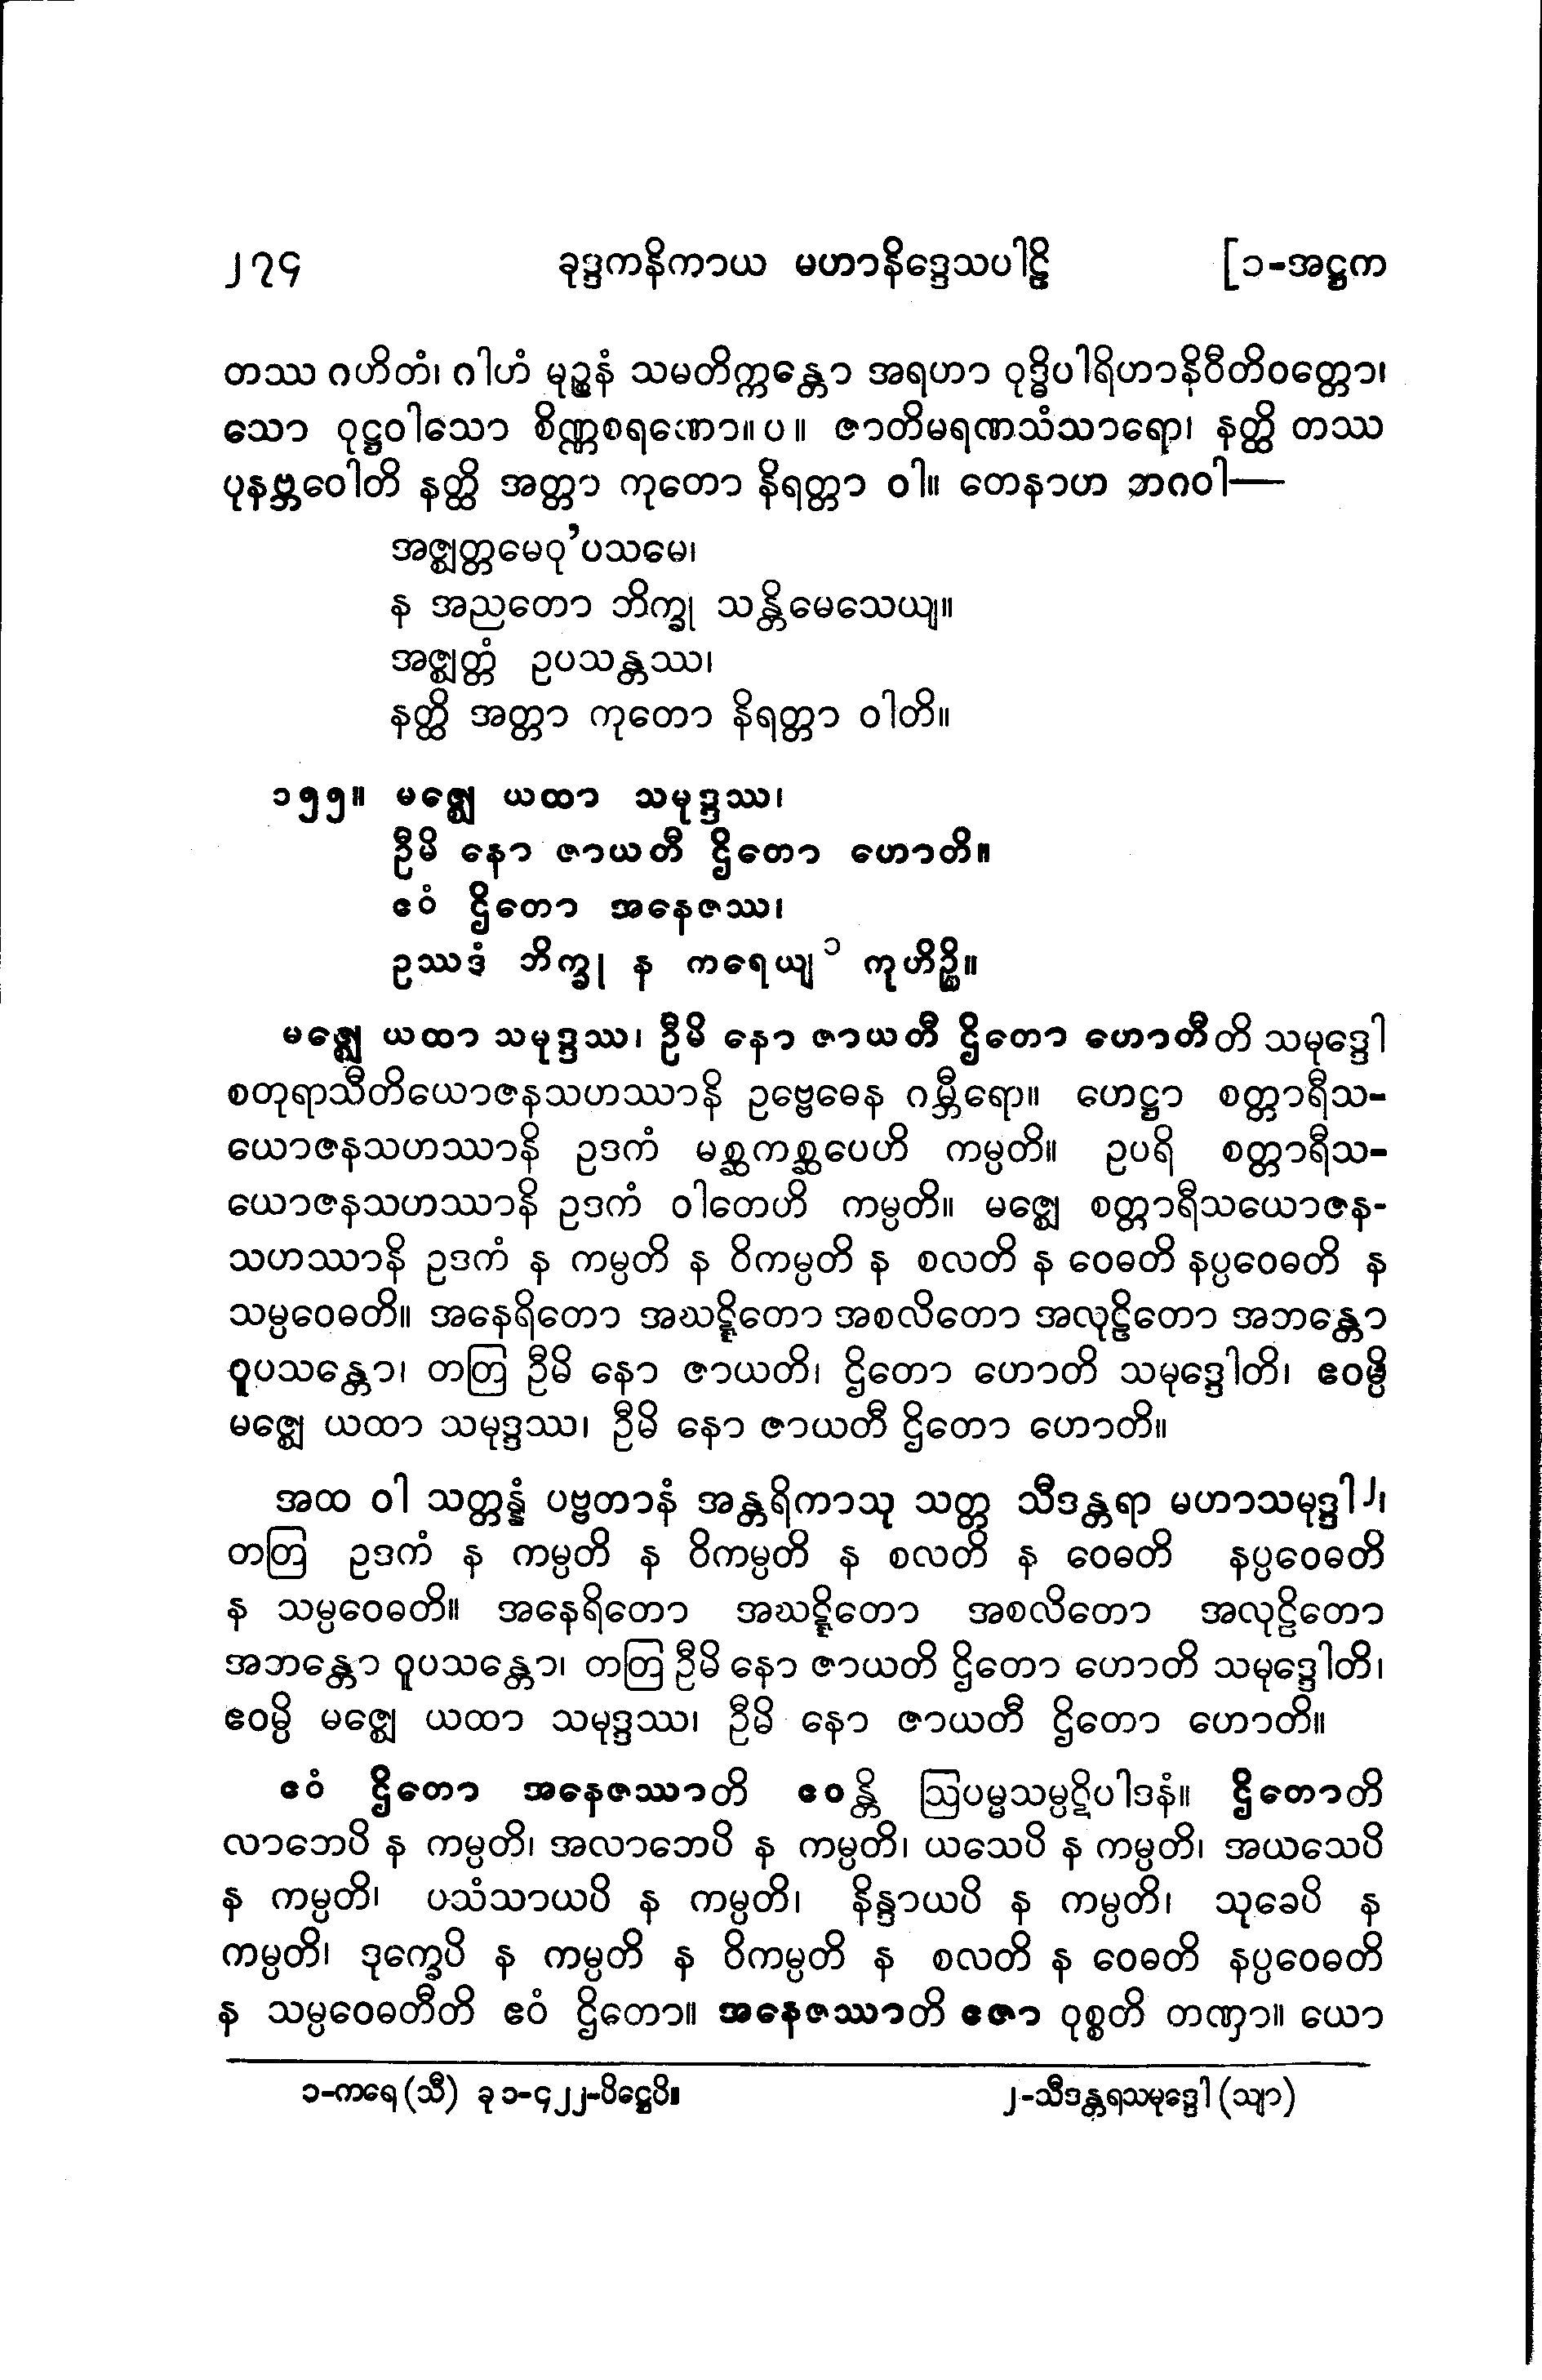 ၂၇၄ ခုဒ္ဒကနိကာယ မဟာနိဒ္ဒေသပါဠိ [၁-အဋ္ဌက
တဿ ဂဟိတံ၊ ဂါဟံ မုဉ္စနံ သမတိက္ကန္တော အရဟာ ဝုဒ္ဓိပါရိဟာနိဝီတိဝတ္တော၊
သော ဝုဋ္ဌဝါသော စိဏ္ဏစရဏော။ပ။ ဇာတိမရဏသံသာရော၊ နတ္ထိ တဿ
ပုနဗ္ဘဝေါတိ နတ္ထိ အတ္တာ ကုတော နိရတ္တာ ဝါ။ တေနာဟ ဘဂဝါ—
အဇ္ဈတ္တမေဝု’ပသမေ၊
န အညတော ဘိက္ခု သန္တိမေသေယျ။
အဇ္ဈတ္တံ ဥပသန္တဿ၊
နတ္ထိ အတ္တာ ကုတော နိရတ္တာ ဝါတိ။
၁၅၅။ မဇ္ဈေ ယထာ သမုဒ္ဒဿ၊
ဦမိ နော ဇာယတီ ဌိတော ဟောတိ။
ဧဝံ ဌိတော အနေဇဿ၊
ဥဿဒံ ဘိက္ခု န ကရေယျ ၁ ကုဟိဉ္စိ။
မဇ္ဈေ ယထာ သမုဒ္ဒဿ၊ ဦမိ နော ဇာယတီ ဌိတော ဟောတီတိ သမုဒ္ဒေါ
စတုရာသီတိယောဇနသဟဿာနိ ဥဗ္ဗေဓေန ဂမ္ဘီရော။ ဟေဋ္ဌာ စတ္တာရီသ-
ယောဇနသဟဿာနိ ဥဒကံ မစ္ဆကစ္ဆပေဟိ ကမ္ပတိ။ ဥပရိ စတ္တာရီသ-
ယောဇနသဟဿာနိ ဥဒကံ ဝါတေဟိ ကမ္ပတိ။ မဇ္ဈေ စတ္တာရီသယောဇန-
သဟဿာနိ ဥဒကံ န ကမ္ပတိ န ဝိကမ္ပတိ န စလတိ န ဝေဓတိ နပ္ပဝေဓတိ န
သမ္ပဝေဓတိ။ အနေရိတော အဃဋ္ဋိတော အစလိတော အလုဠိတော အဘန္တော
ဝူပသန္တော၊ တတြ ဦမိ နော ဇာယတိ၊ ဌိတော ဟောတိ သမုဒ္ဒေါတိ၊ ဧဝမ္ပိ
မဇ္ဈေ ယထာ သမုဒ္ဒဿ၊ ဦမိ နော ဇာယတီ ဌိတော ဟောတိ။
အထ ဝါ သတ္တန္နံ ပဗ္ဗတာနံ အန္တရိကာသု သတ္တ သီဒန္တရာ မဟာသမုဒ္ဒါ ၂၊
တတြ ဥဒကံ န ကမ္ပတိ န ဝိကမ္ပတိ န စလတိ န ဝေဓတိ နပ္ပဝေဓတိ
န သမ္ပဝေဓတိ။ အနေရိတော အဃဋ္ဋိတော အစလိတော အလုဠိတော
အဘန္တော ဝူပသန္တော၊ တတြ ဦမိ နော ဇာယတိ ဌိတော ဟောတိ သမုဒ္ဒေါတိ၊
ဧဝမ္ပိ မဇ္ဈေ ယထာ သမုဒ္ဒဿ၊ ဦမိ နော ဇာယတီ ဌိတော ဟောတိ။
ဧဝံ ဌိတော အနေဇဿာတိ ဧဝန္တိ ဩပမ္မသမ္ပဋိပါဒနံ။ ဌိတောတိ
လာဘေပိ န ကမ္ပတိ၊ အလာဘေပိ န ကမ္ပတိ၊ ယသေပိ န ကမ္ပတိ၊ အယသေပိ
န ကမ္ပတိ၊ ပသံသာယပိ န ကမ္ပတိ၊ နိန္ဒာယပိ န ကမ္ပတိ၊ သုခေပိ န
ကမ္ပတိ၊ ဒုက္ခေပိ န ကမ္ပတိ န ဝိကမ္ပတိ န စလတိ န ဝေဓတိ နပ္ပဝေဓတိ
န သမ္ပဝေဓတီတိ ဧဝံ ဌိတော။ အနေဇဿာတိ ဧဇာ ဝုစ္စတိ တဏှာ။ ယော
၁-ကရေ (သီ) ခု ၁-၄၂၂-ပိဋ္ဌေပိ။ ၂-သီဒန္တရသမုဒ္ဒေါ (သျာ)